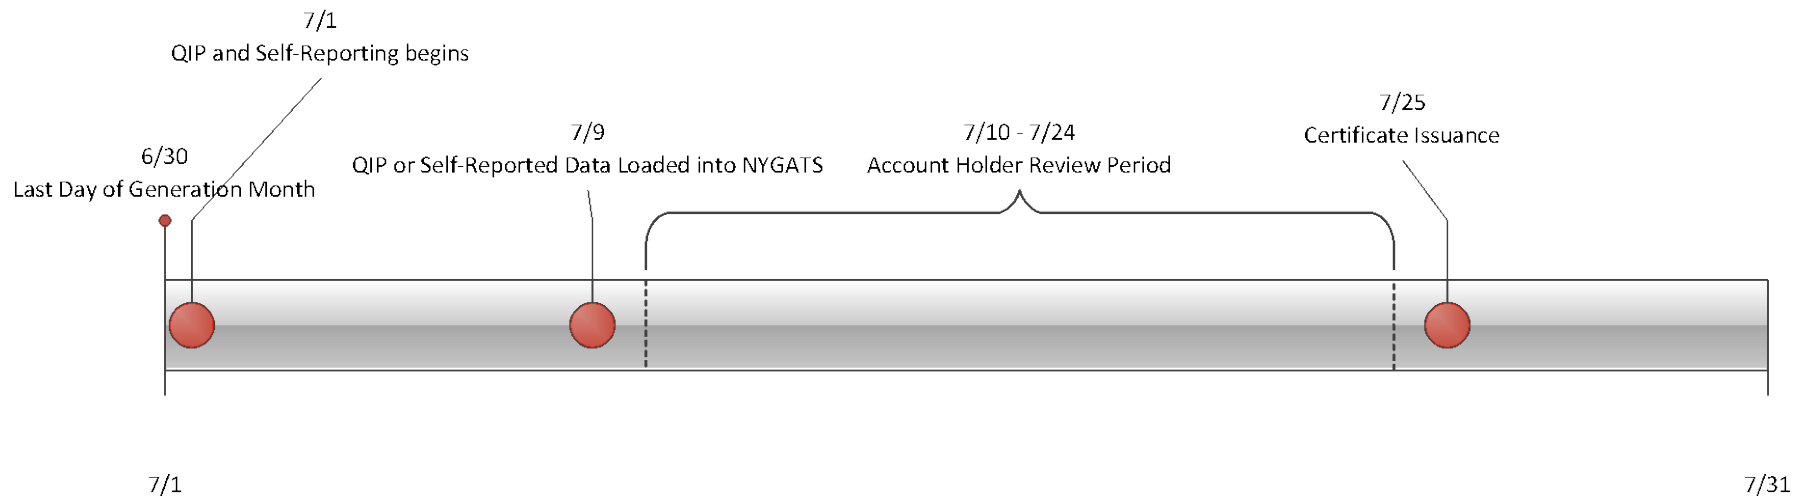 7/1
QIP and Self-Reporting begins
6/30
Last Day of Generation Month
7/9
QIP or Self-Reported Data Loaded into NYGATS
7/10 - 7/24
Account Holder Review Period
7/25
Certificate Issuance
7/1
7/31